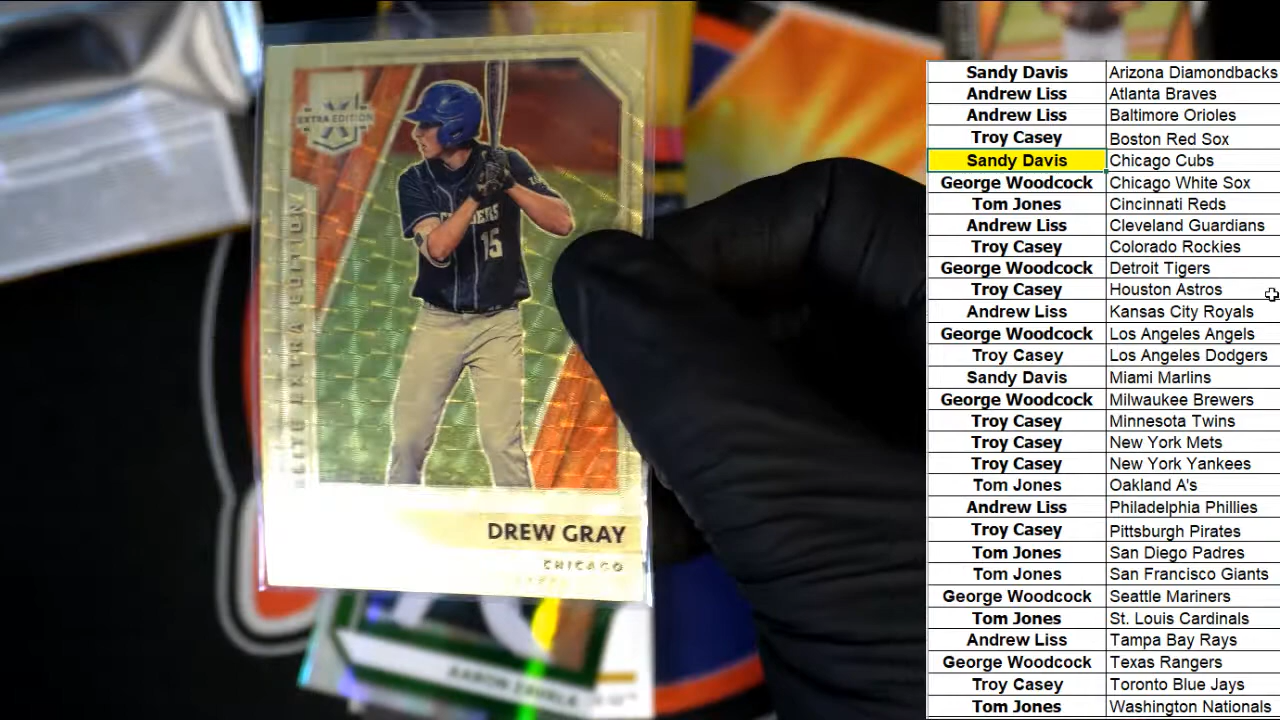 EXTRA EDITION
ELITE EXTRA EDITION
15
DREW GRAY
CHICAGO
Sandy Davis Arizona Diamondbacks
Andrew Liss Atlanta Braves
Andrew Liss Baltimore Orioles
Troy Casey Boston Red Sox
Sandy Davis Chicago Cubs
George Woodcock Chicago White Sox
Tom Jones Cincinnati Reds
Andrew Liss Cleveland Guardians
Troy Casey Colorado Rockies
George Woodcock Detroit Tigers
Troy Casey Houston Astros
Andrew Liss Kansas City Royals
George Woodcock Los Angeles Angels
Troy Casey Los Angeles Dodgers
Sandy Davis Miami Marlins
George Woodcock Milwaukee Brewers
Troy Casey Minnesota Twins
Troy Casey New York Mets
Troy Casey New York Yankees
Tom Jones Oakland A's
Andrew Liss Philadelphia Phillies
Troy Casey Pittsburgh Pirates
Tom Jones San Diego Padres
Tom Jones San Francisco Giants
George Woodcock Seattle Mariners
Tom Jones St. Louis Cardinals
Andrew Liss Tampa Bay Rays
George Woodcock Texas Rangers
Troy Casey Toronto Blue Jays
Tom Jones Washington Nationals